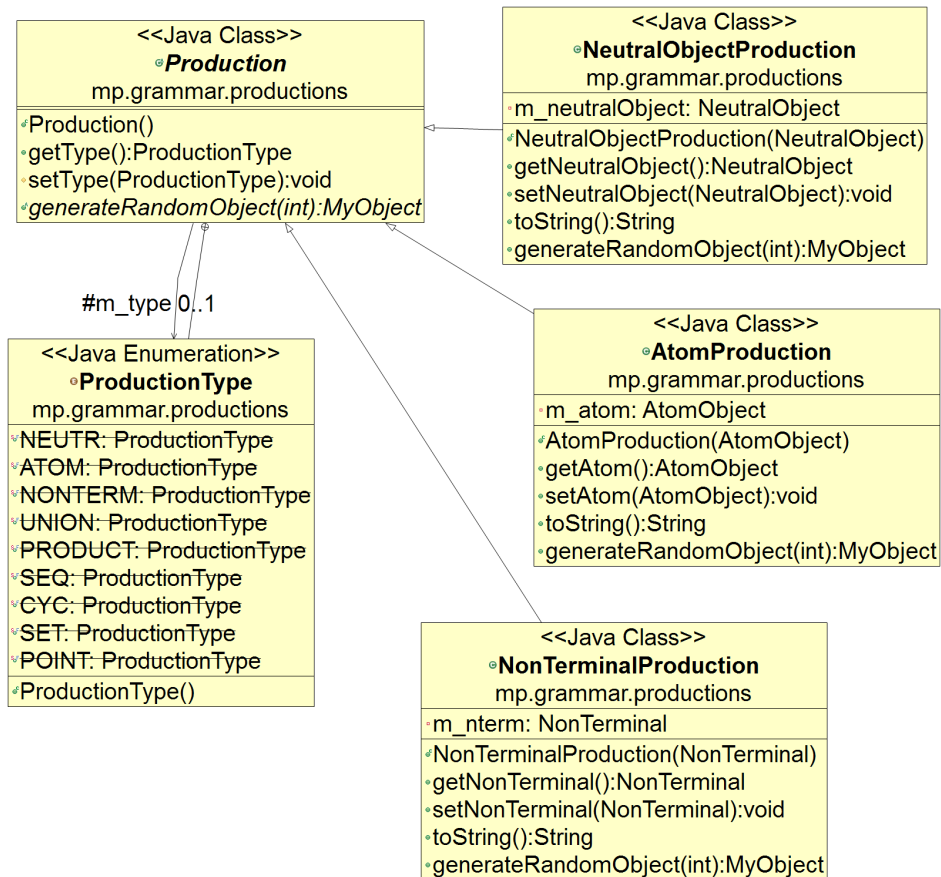 <<Java Class>>
Production
mp.grammar.productions
Production()
getType():ProductionType
setType(ProductionType):void
generateRandomObject(int):MyObject
<<Java Class>>
NeutralObjectProduction
mp.grammar.productions
m_neutralObject: NeutralObject
NeutralObjectProduction(NeutralObject)
getNeutralObject():NeutralObject
setNeutralObject(NeutralObject):void
toString():String
generateRandomObject(int):MyObject
#m_type 0..1
<<Java Enumeration>>
ProductionType
mp.grammar.productions
NEUTR: ProductionType
ATOM: ProductionType
NONTERM: ProductionType
UNION: ProductionType
PRODUCT: ProductionType
SEQ: ProductionType
CYC: ProductionType
SET: ProductionType
POINT: ProductionType
ProductionType()
<<Java Class>>
AtomProduction
mp.grammar.productions
m_atom: AtomObject
AtomProduction(AtomObject)
getAtom():AtomObject
setAtom(AtomObject):void
toString():String
generateRandomObject(int):MyObject
<<Java Class>>
NonTerminalProduction
mp.grammar.productions
m_nterm: NonTerminal
NonTerminalProduction(NonTerminal)
getNonTerminal():NonTerminal
setNonTerminal(NonTerminal):void
toString():String
generateRandomObject(int):MyObject